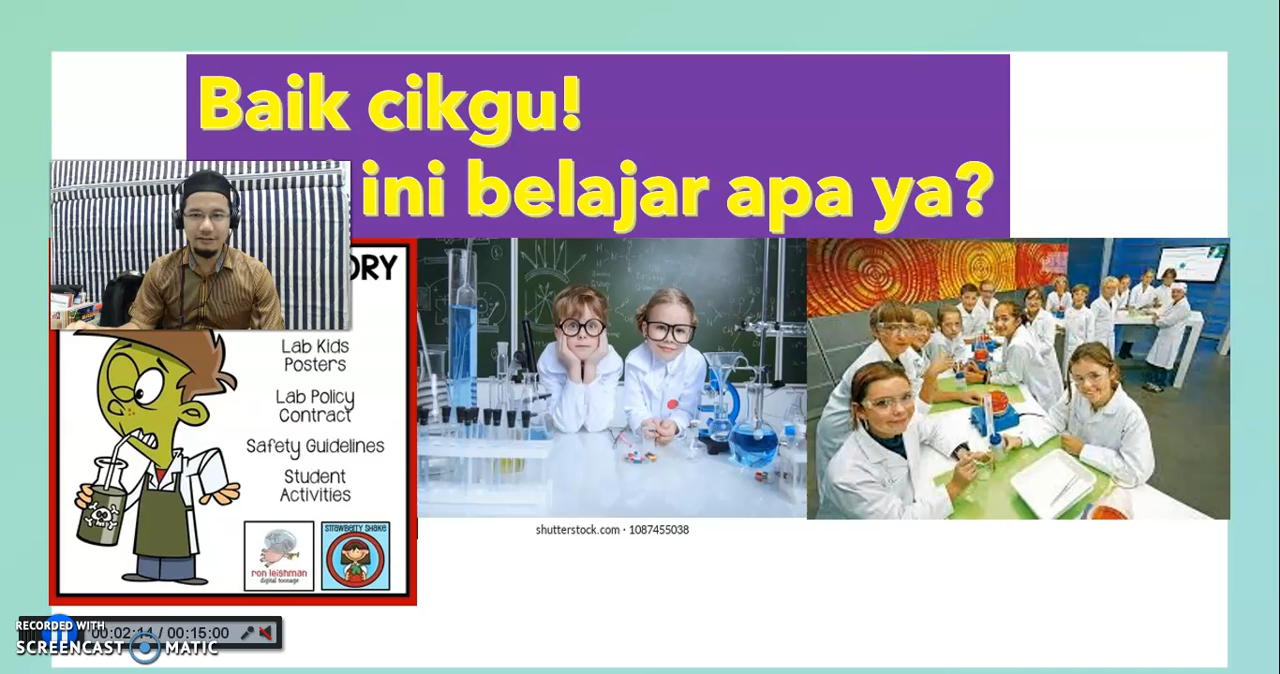 Baik cikgu!
ini belajar apa ya?
ORY
Lab Kids
Posters
Lab Policy
Contract
Safety Guidelines
Student
Activities
ron leishman
digital toonage
STRAWBERRY SHAKE
shutterstock.com · 1087455038
RECORDED WITH
00:02:14 / 00:15:00
SCREENCAST MATIC